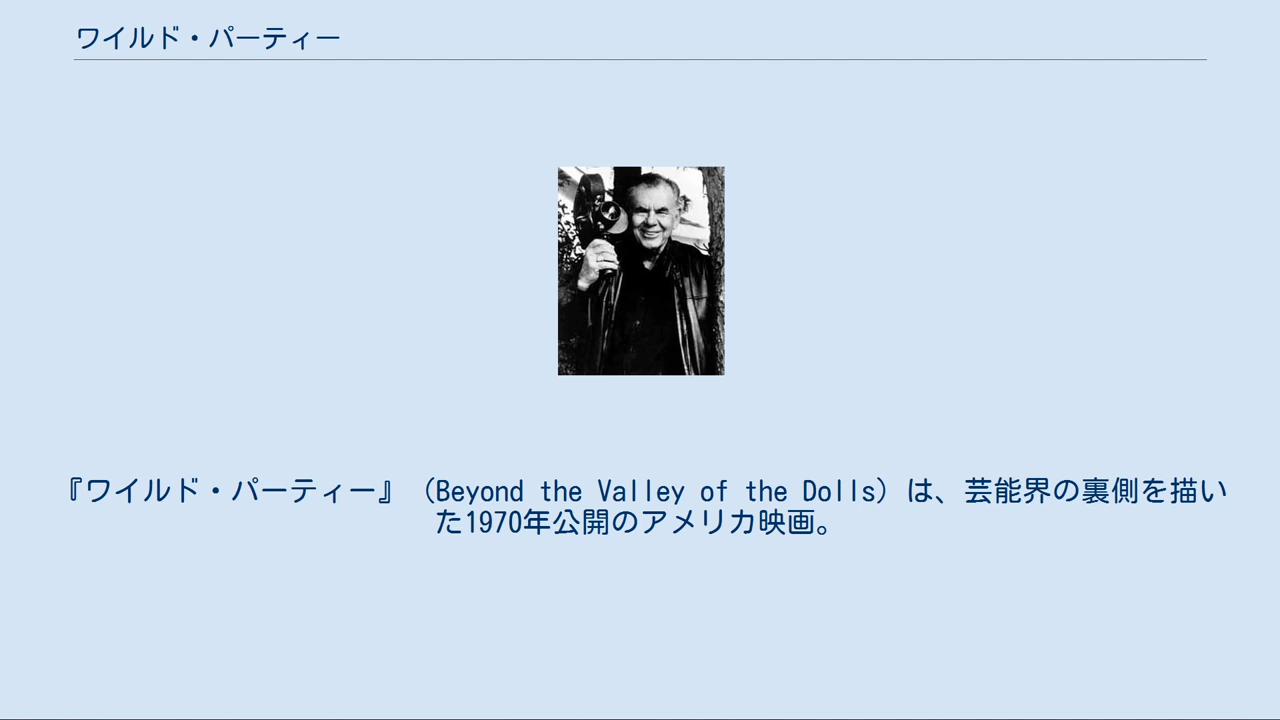 ワイルド・パーティー
『ワイルド・パーティー』（Beyond the Valley of the Dolls）は、芸能界の裏側を描い
た1970年公開のアメリカ映画。